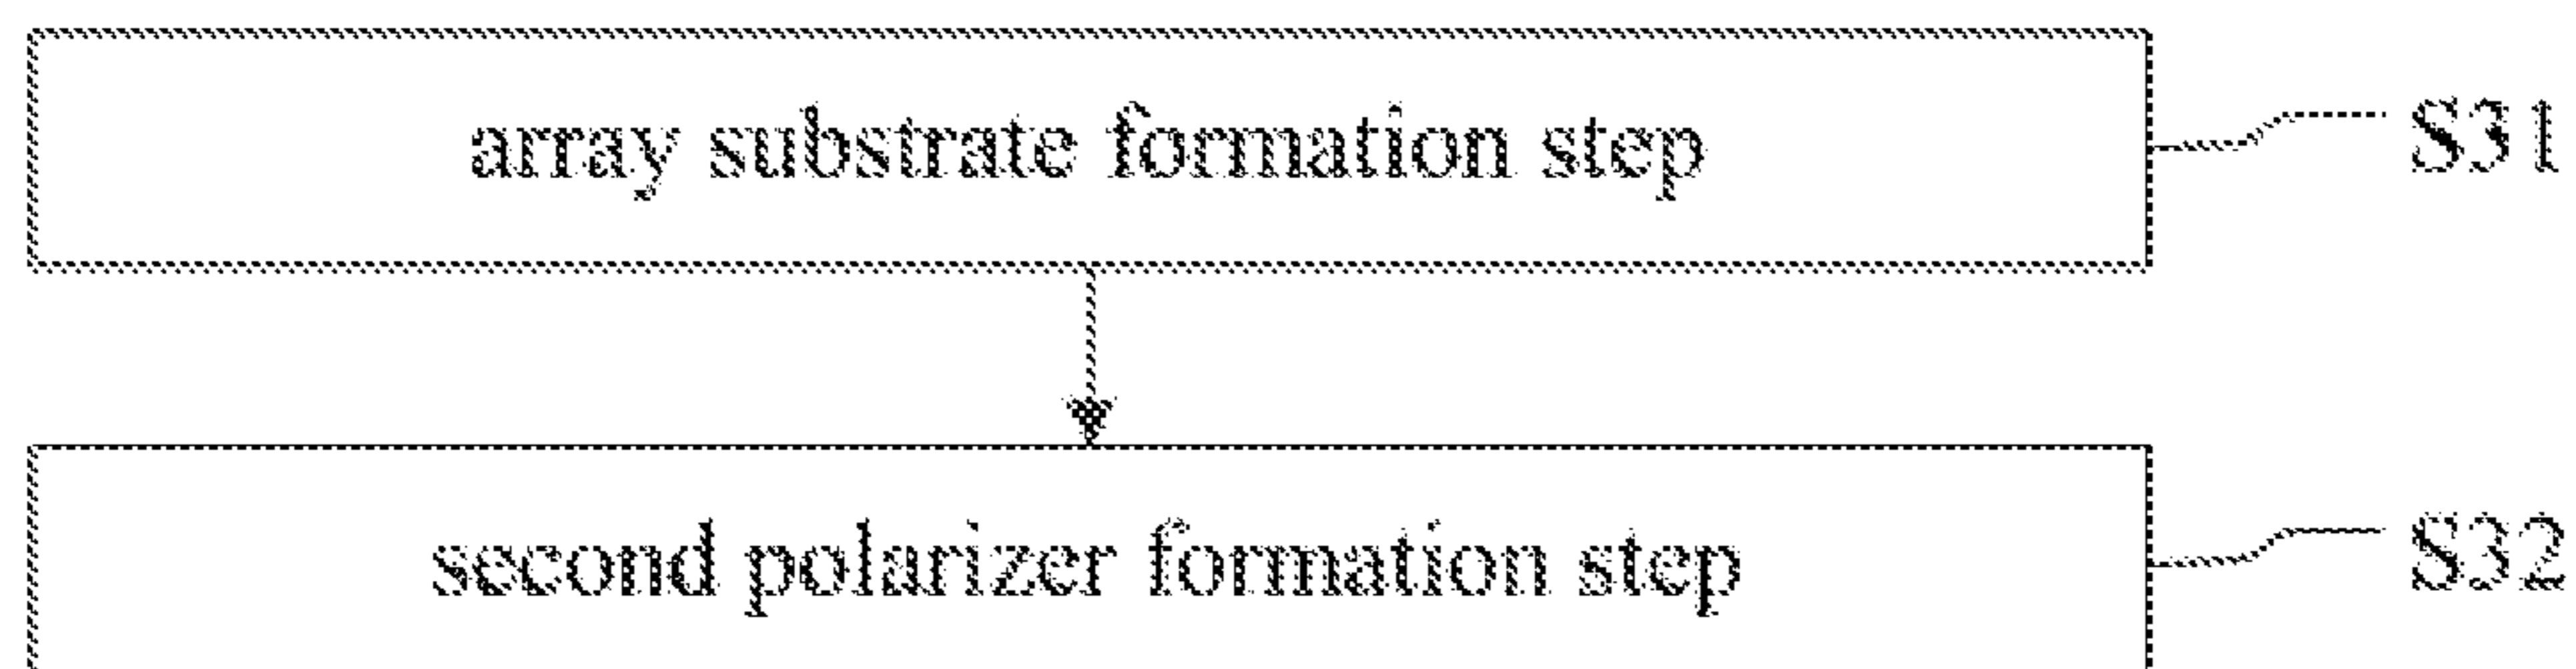 array substrate formation step S31
second polarizer formation step S32